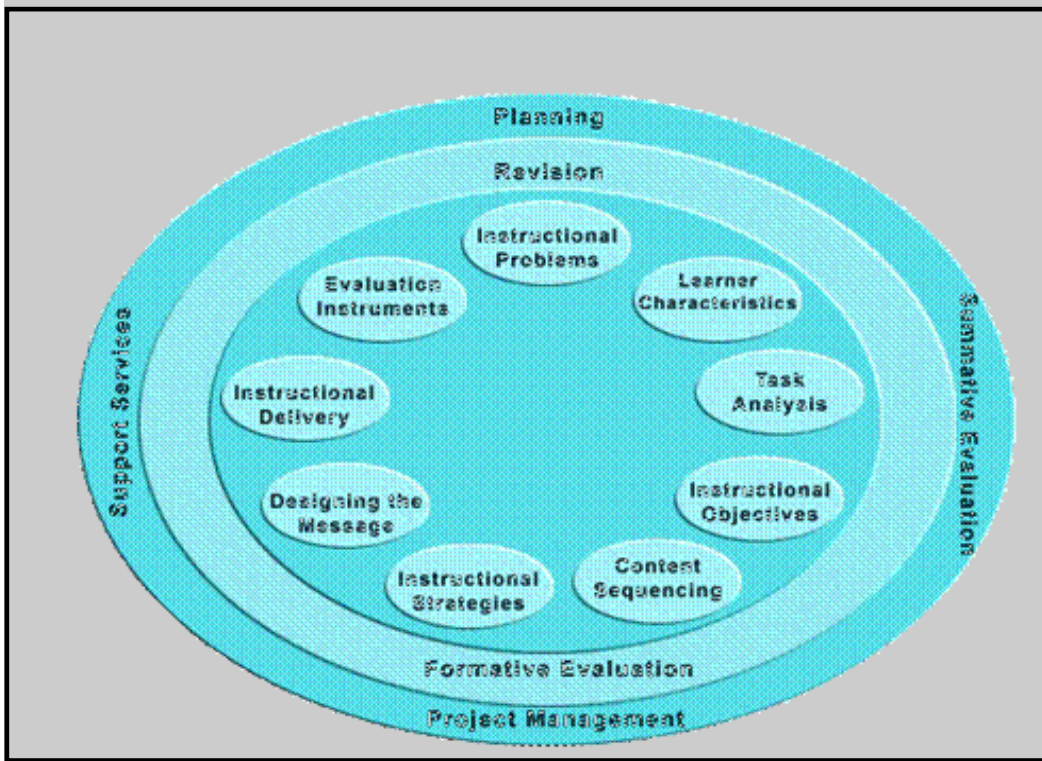 Planning
Revision
Instructional
Problems
Learner
Characteristics
Task
Analysis
Instructional
Objectives
Content
Sequencing
Instructional
Strategies
Designing the
Message
Instructional
Delivery
Evaluation
Instruments
Formative Evaluation
Project Management
Support Services
Summative Evaluation